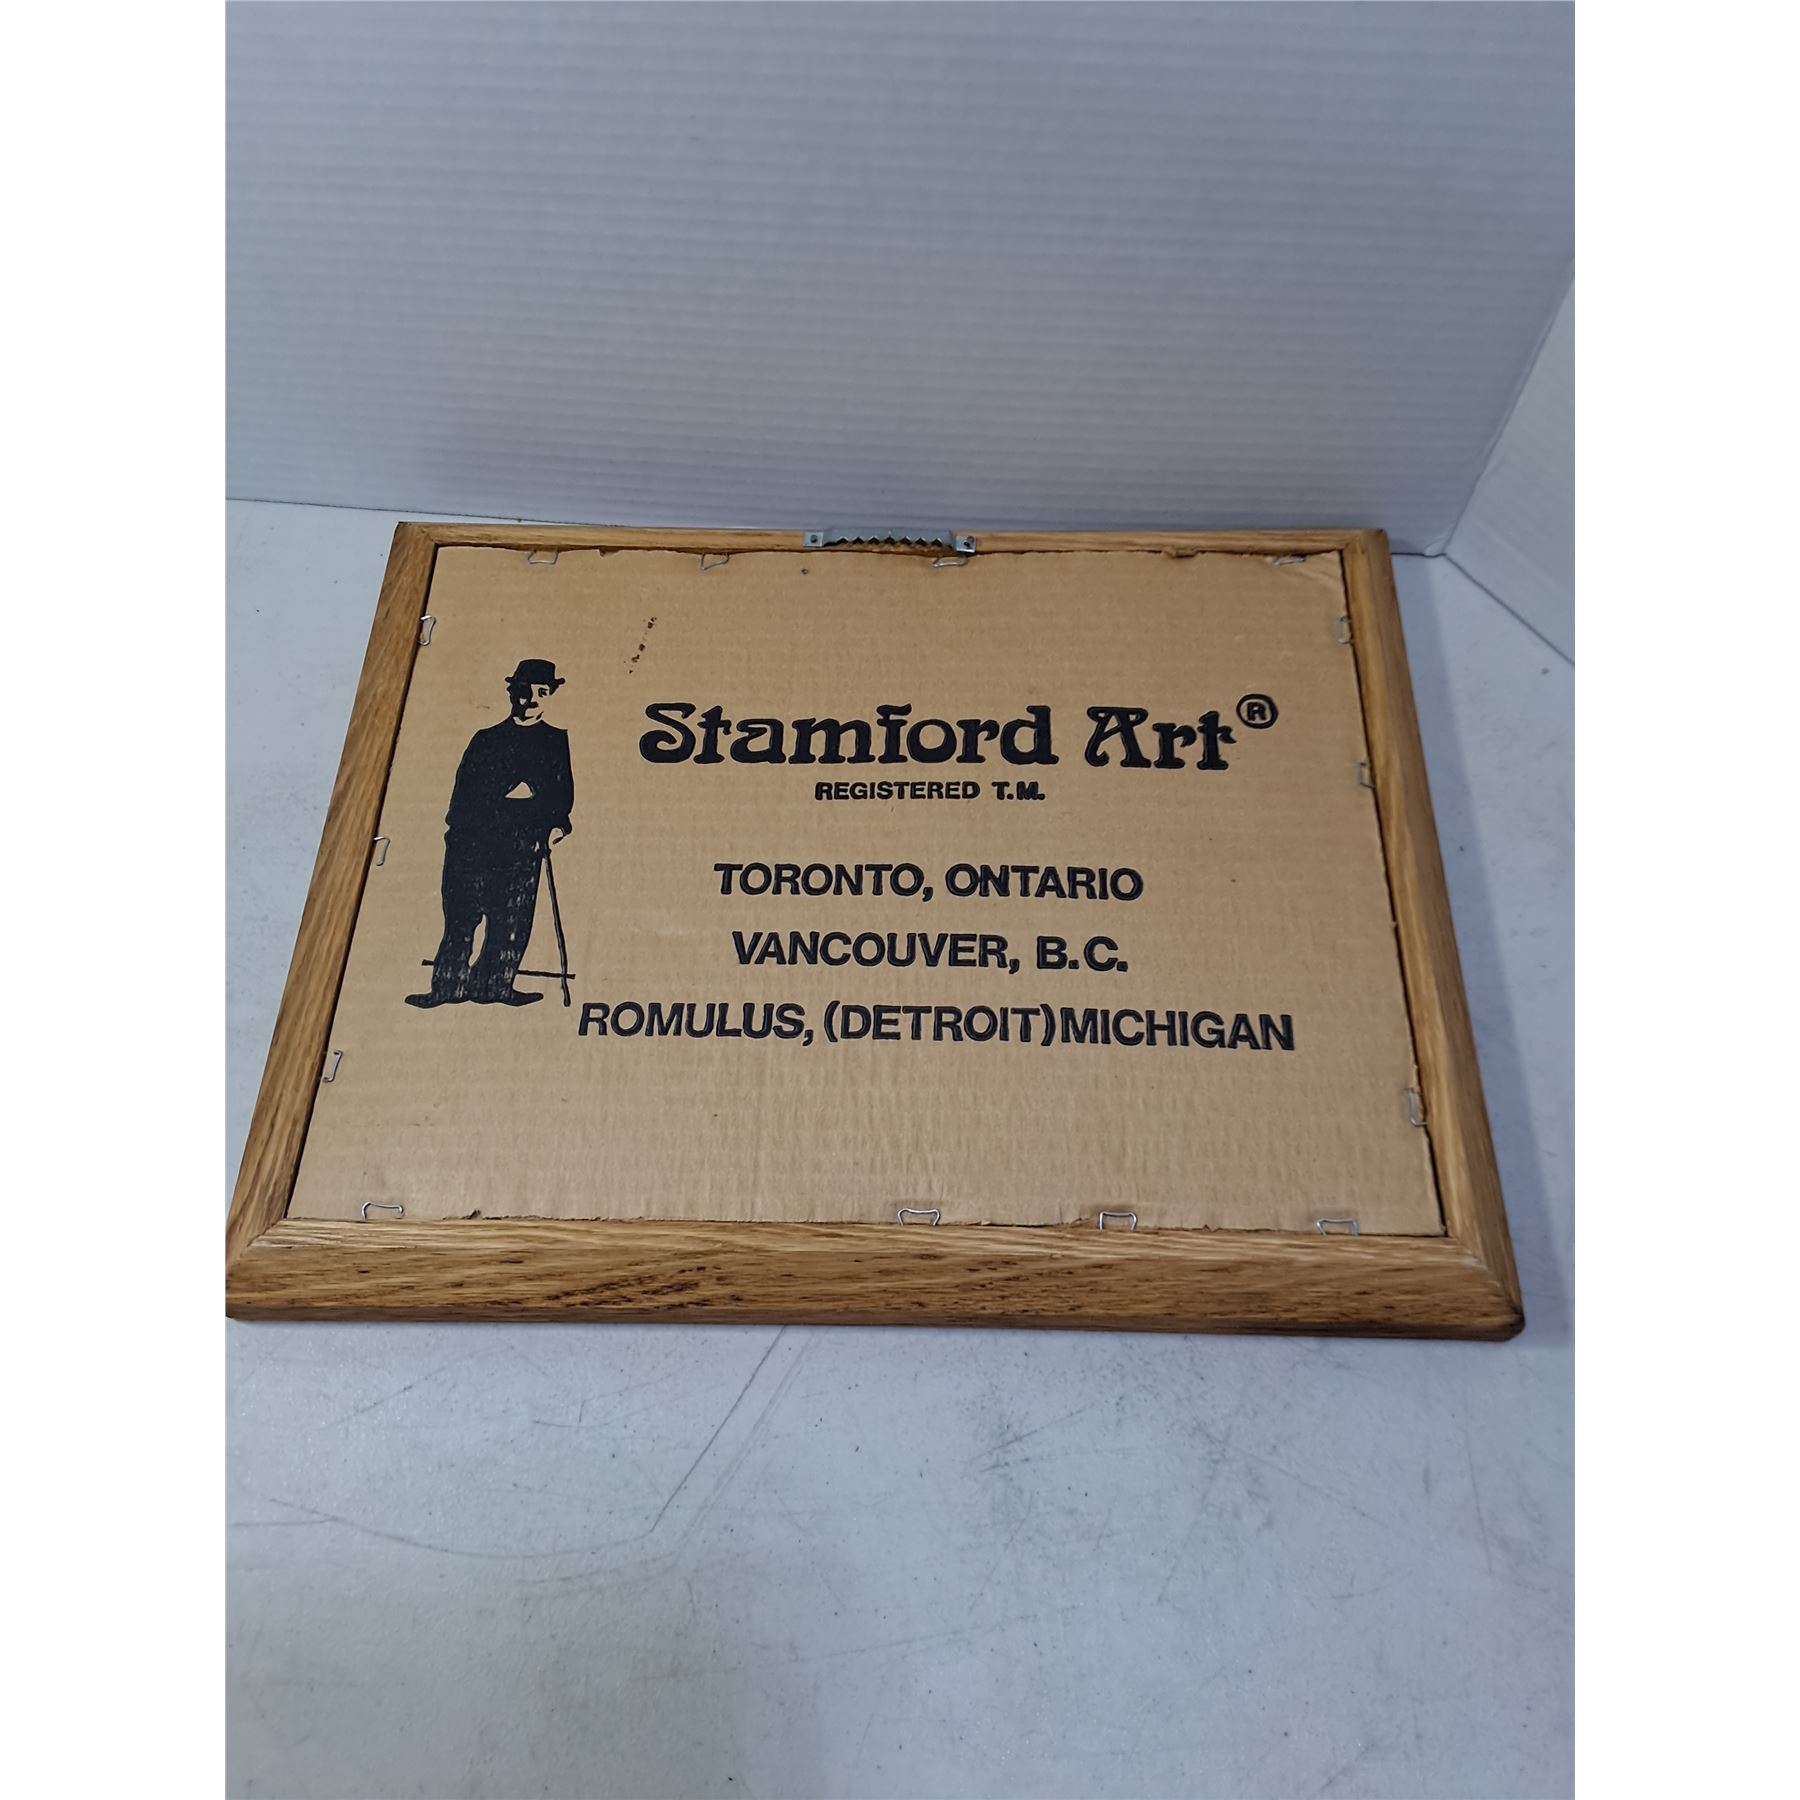 Stamford Art®
REGISTERED T.M.
TORONTO, ONTARIO
VANCOUVER, B.C.
ROMULUS, (DETROIT) MICHIGAN